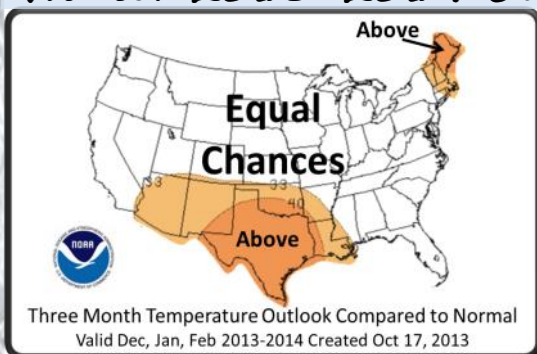 Above
Equal
Chances
33
33
40
Above
NOAA
Three Month Temperature Outlook Compared to Normal
Valid Dec, Jan, Feb 2013-2014 Created Oct 17, 2013